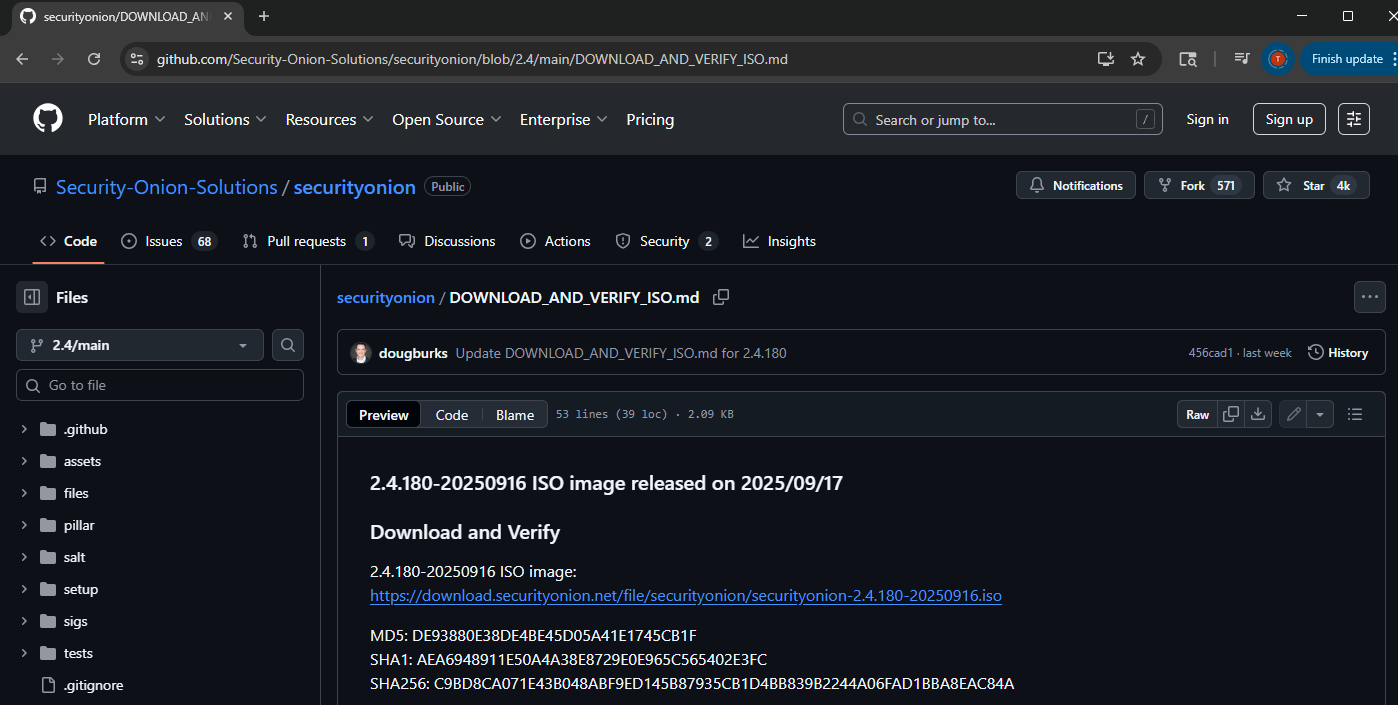 securityonion/DOWNLOAD_AN
github.com/Security-Onion-Solutions/securityonion/blob/2.4/main/DOWNLOAD_AND_VERIFY_ISO.md
T
Finish update
Platform
Solutions
Resources
Open Source
Enterprise
Pricing
Search or jump to...
/
Sign in
Sign up
Security-Onion-Solutions / securityonion
Public
Notifications
Fork 571
Star 4k
Code
Issues 68
Pull requests 1
Discussions
Actions
Security 2
Insights
Files
2.4/main
Go to file
.github
assets
files
pillar
salt
setup
sigs
tests
.gitignore
securityonion / DOWNLOAD_AND_VERIFY_ISO.md
dougburks Update DOWNLOAD_AND_VERIFY_ISO.md for 2.4.180
456cad1 · last week
History
Preview
Code
Blame
53 lines (39 loc) · 2.09 KB
Raw
2.4.180-20250916 ISO image released on 2025/09/17
Download and Verify
2.4.180-20250916 ISO image:
https://download.securityonion.net/file/securityonion/securityonion-2.4.180-20250916.iso
MD5: DE93880E38DE4BE45D05A41E1745CB1F
SHA1: AEA6948911E50A4A38E8729E0E965C565402E3FC
SHA256: C9BD8CA071E43B048ABF9ED145B87935CB1D4BB839B2244A06FAD1BBA8EAC84A